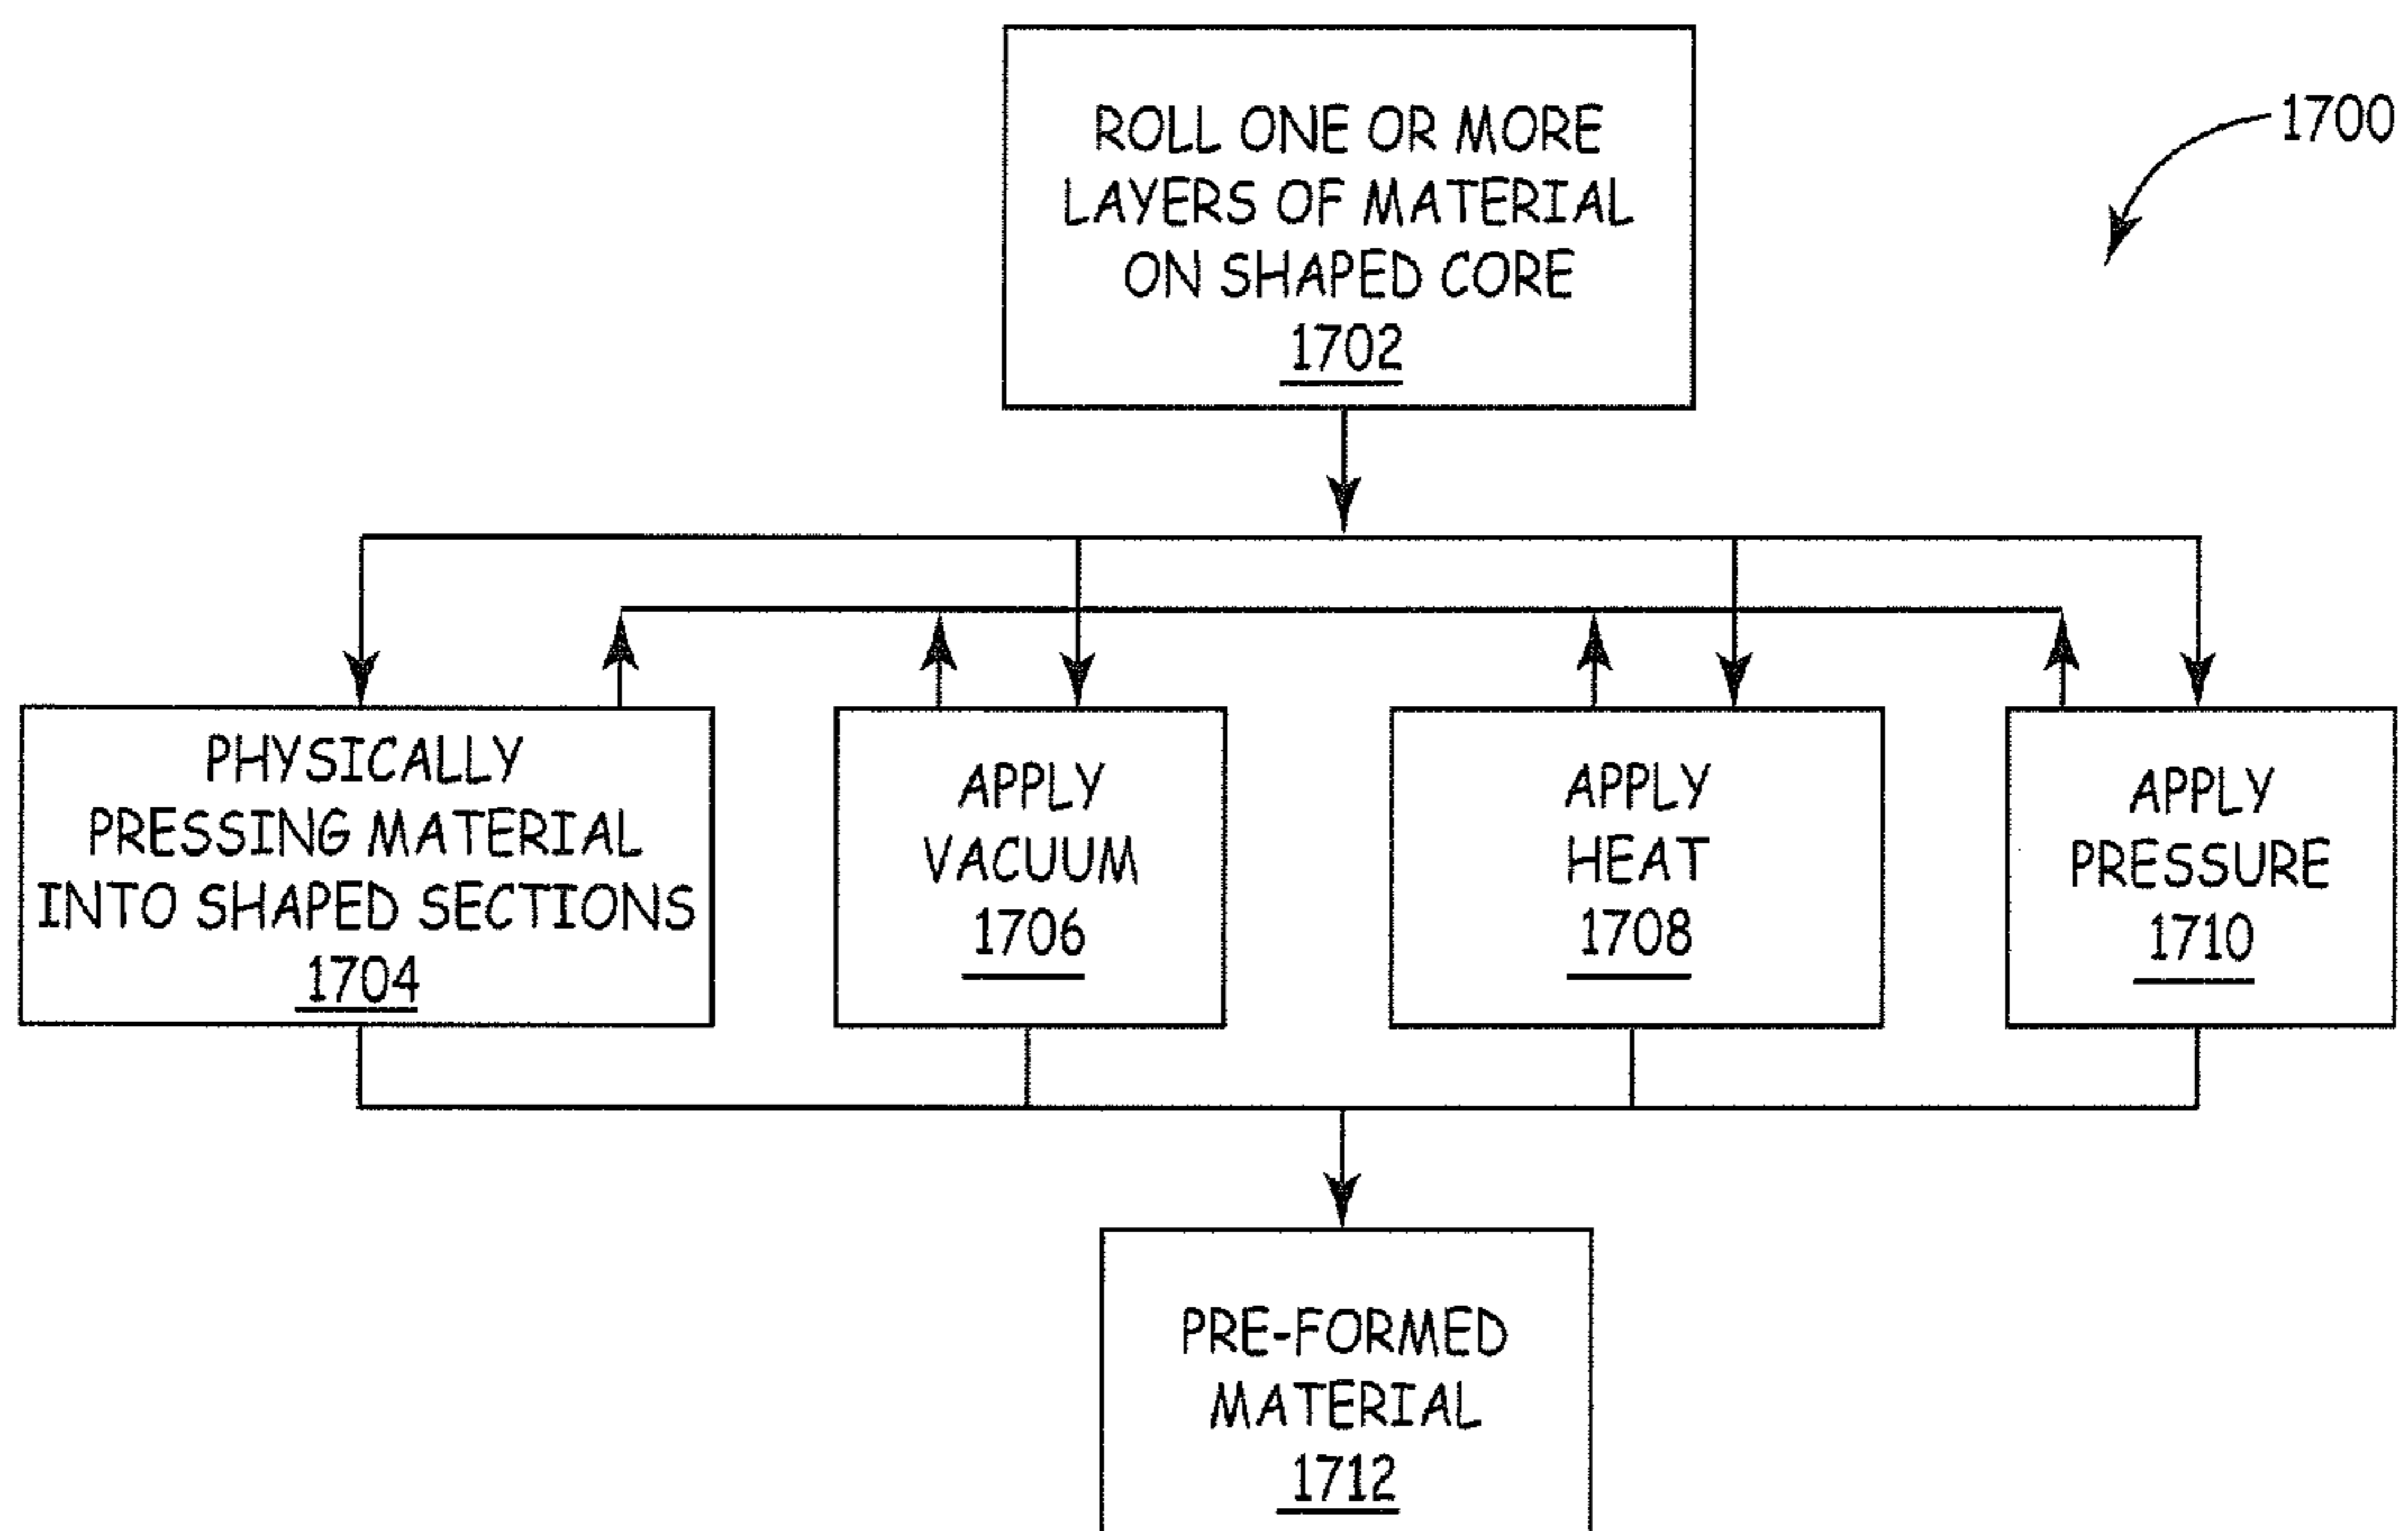 ROLL ONE OR MORE
LAYERS OF MATERIAL
ON SHAPED CORE
1702
1700
PHYSICALLY
PRESSING MATERIAL
INTO SHAPED SECTIONS
1704
APPLY
VACUUM
1706
APPLY
HEAT
1708
APPLY
PRESSURE
1710
PRE-FORMED
MATERIAL
1712